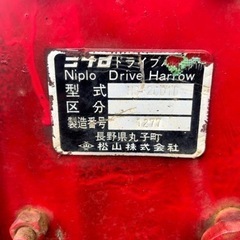 ニプロ ドライブハロー
Niplo Drive Harrow
型式
区分
製造番号 1277
長野県丸子町
松山株式会社